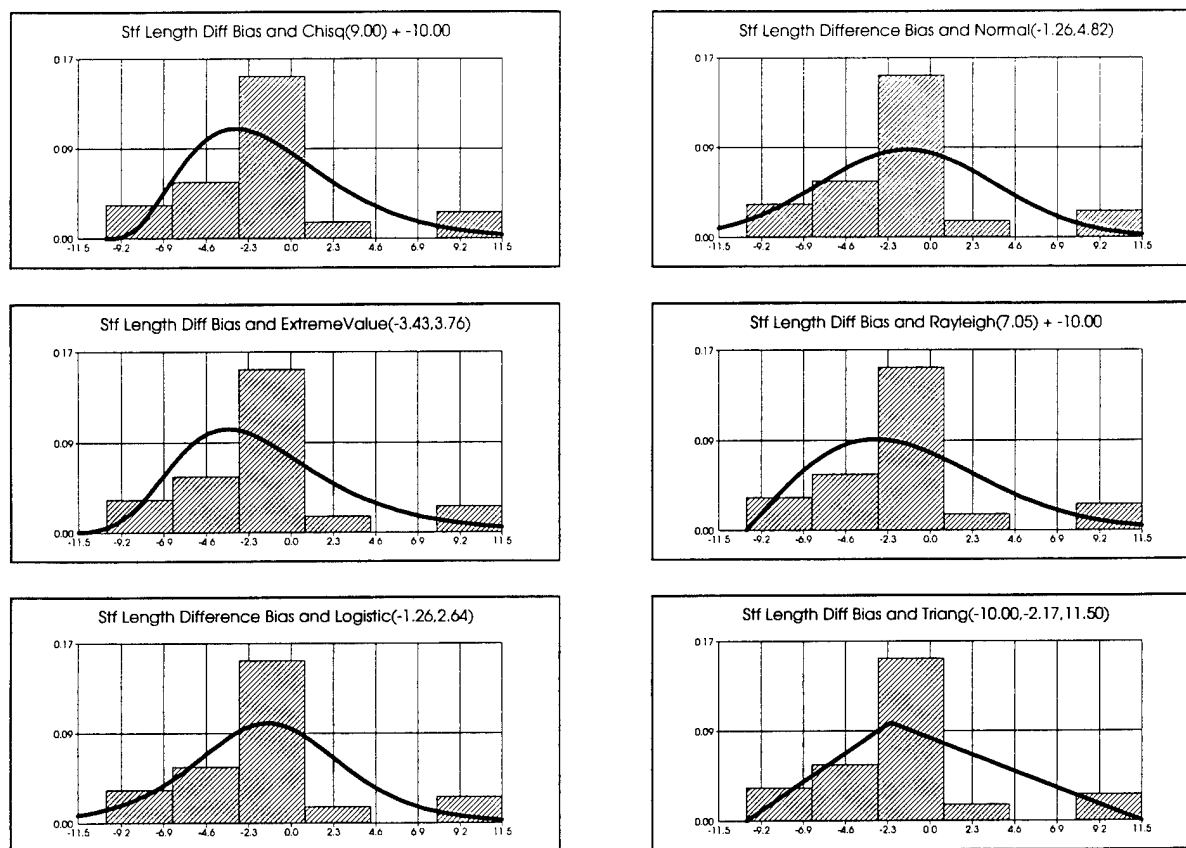 Stf Length Diff Bias and Chisq(9.00) + -10.00
0.17
0.09
0.00
-11.5 -9.2 -6.9 -4.6 -2.3 0.0 2.3 4.6 6.9 9.2 11.5
Stf Length Difference Bias and Normal(-1.26,4.82)
0.17
0.09
0.00
-11.5 -9.2 -6.9 -4.6 -2.3 0.0 2.3 4.6 6.9 9.2 11.5
Stf Length Diff Bias and ExtremeValue(-3.43,3.76)
0.17
0.09
0.00
-11.5 -9.2 -6.9 -4.6 -2.3 0.0 2.3 4.6 6.9 9.2 11.5
Stf Length Diff Bias and Rayleigh(7.05) + -10.00
0.17
0.09
0.00
-11.5 -9.2 -6.9 -4.6 -2.3 0.0 2.3 4.6 6.9 9.2 11.5
Stf Length Difference Bias and Logistic(-1.26,2.64)
0.17
0.09
0.00
-11.5 -9.2 -6.9 -4.6 -2.3 0.0 2.3 4.6 6.9 9.2 11.5
Stf Length Diff Bias and Triang(-10.00,-2.17,11.50)
0.17
0.09
0.00
-11.5 -9.2 -6.9 -4.6 -2.3 0.0 2.3 4.6 6.9 9.2 11.5